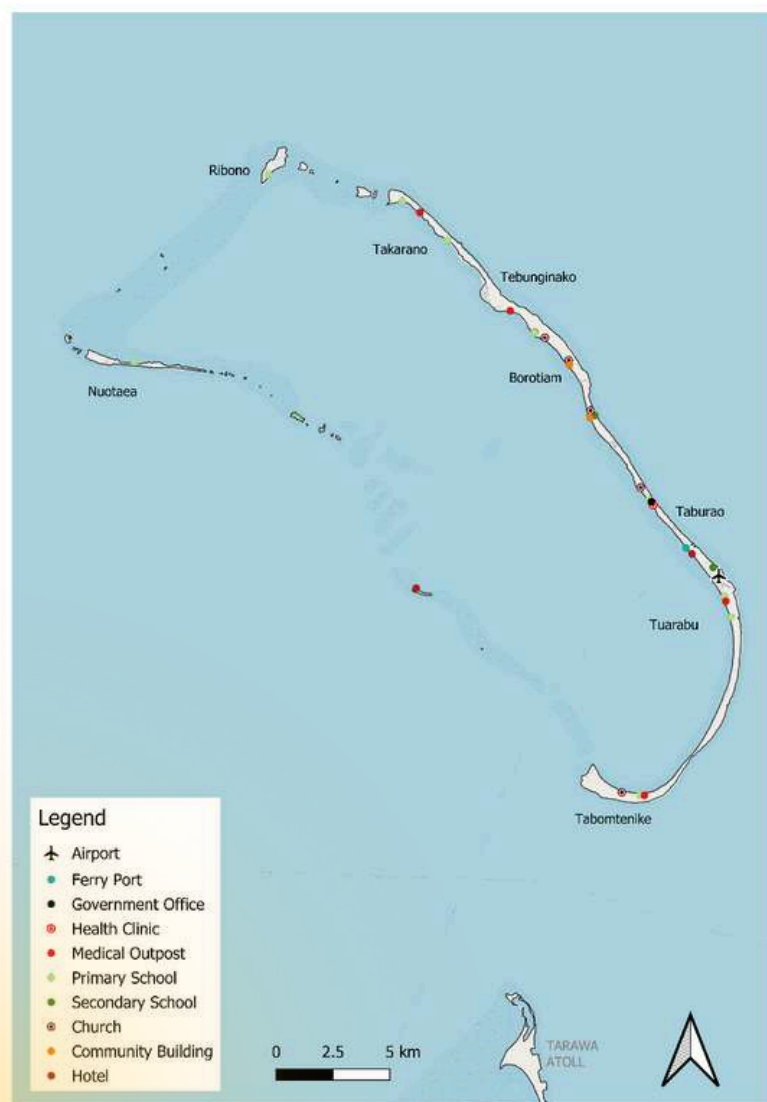 Ribono
Takarano
Tebunginako
Nuotaea
Borotiam
Taburao
Tuarabu
Tabomtenike
Legend
Airport
Ferry Port
Government Office
Health Clinic
Medical Outpost
Primary School
Secondary School
Church
Community Building
Hotel
0 2.5 5 km
TARAWA
ATOLL